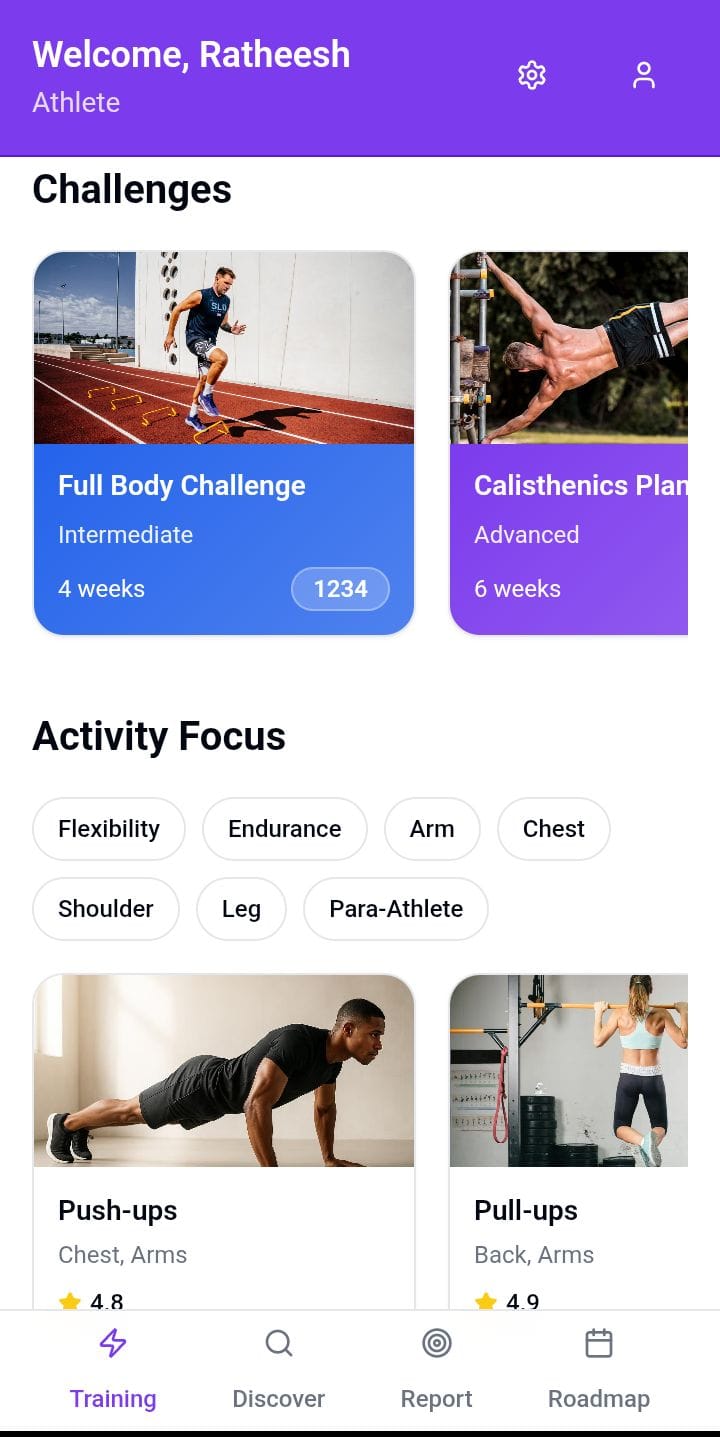 Welcome, Ratheesh
Athlete
Challenges
Full Body Challenge
Intermediate
4 weeks
1234
Calisthenics Plan
Advanced
6 weeks
Activity Focus
Flexibility
Endurance
Arm
Chest
Shoulder
Leg
Para-Athlete
Push-ups
Chest, Arms
4.8
Pull-ups
Back, Arms
4.9
Training
Discover
Report
Roadmap